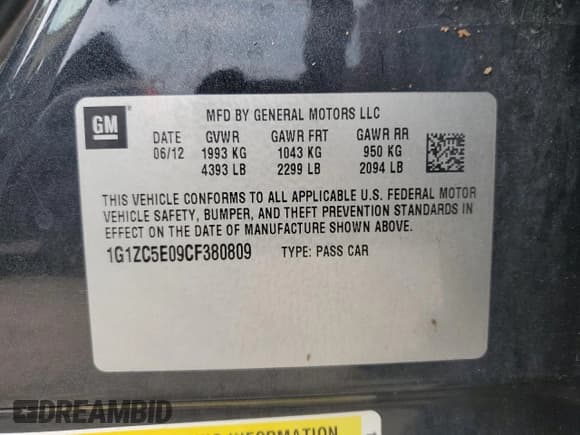 GM
MFD BY GENERAL MOTORS LLC
DATE GVWR GAWR FRT GAWR RR
06/12 1993 KG 1043 KG 950 KG
4393 LB 2299 LB 2094 LB
THIS VEHICLE CONFORMS TO ALL APPLICABLE U.S. FEDERAL MOTOR
VEHICLE SAFETY, BUMPER, AND THEFT PREVENTION STANDARDS IN
EFFECT ON THE DATE OF MANUFACTURE SHOWN ABOVE.
1G1ZC5E09CF380809 TYPE: PASS CAR
DREAMBID
INFORMATION